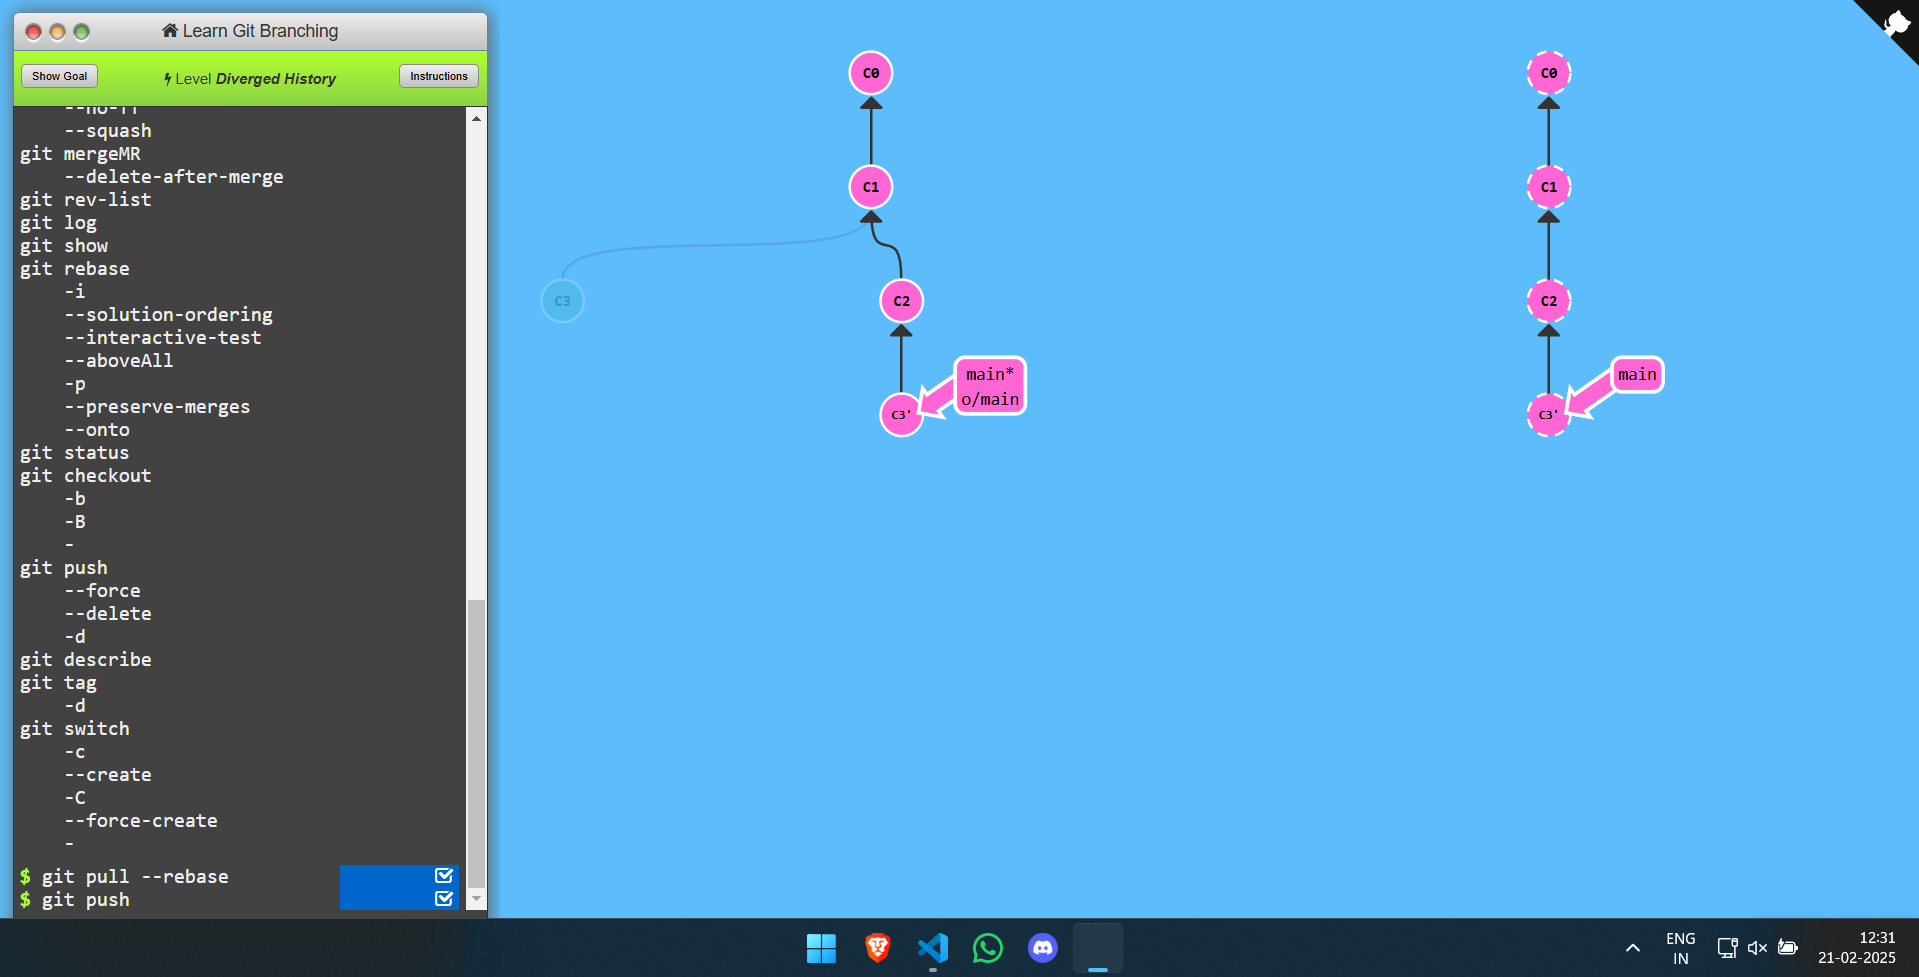 Learn Git Branching
Show Goal
Level Diverged History
Instructions
--no-ff
--squash
git mergeMR
--delete-after-merge
git rev-list
git log
git show
git rebase
-i
--solution-ordering
--interactive-test
--aboveAll
-p
--preserve-merges
--onto
git status
git checkout
-b
-B
-
git push
--force
--delete
-d
git describe
git tag
-d
git switch
-c
--create
-C
--force-create
-
$ git pull --rebase
$ git push
C0
C1
C3
C2
C3'
main*
o/main
C0
C1
C2
C3'
main
ENG
IN
12:31
21-02-2025